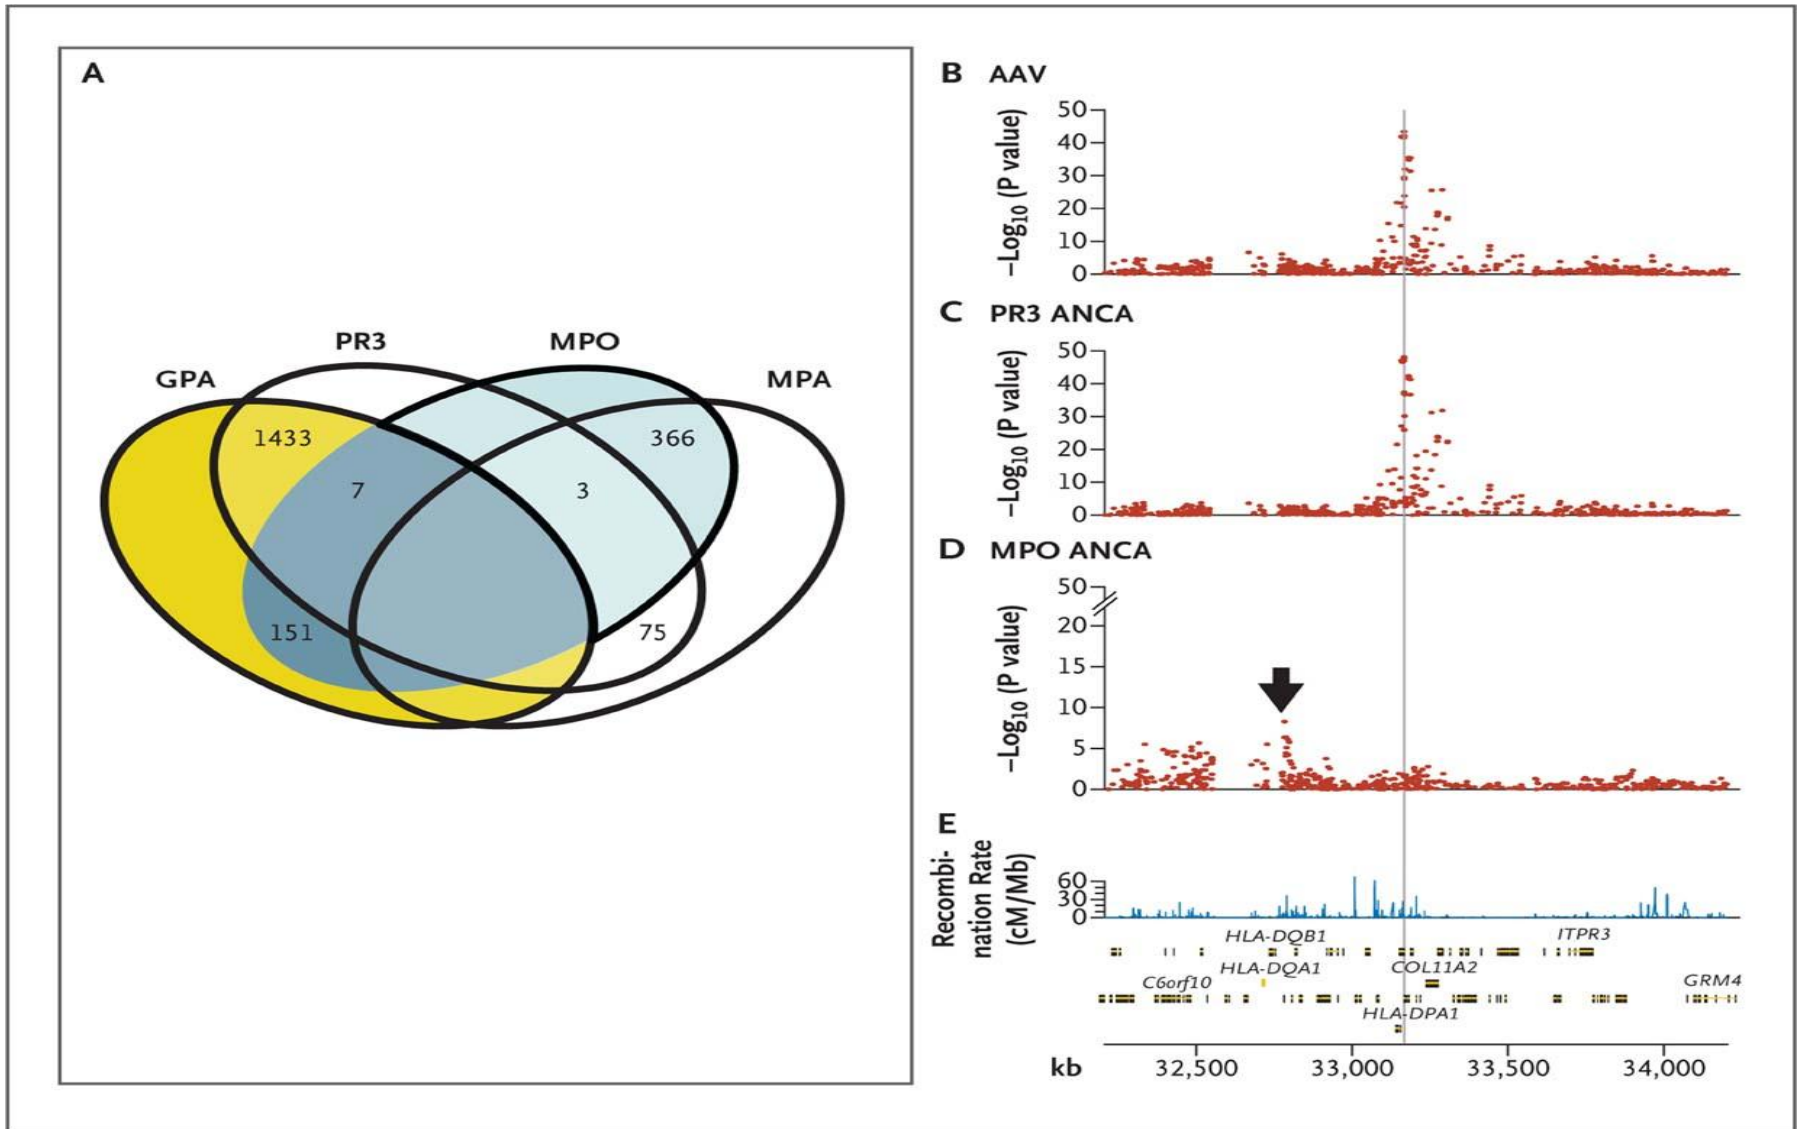 A
PR3
MPO
GPA
MPA
1433
366
7
3
151
75
B AAV
−Log10 (P value)
50
40
30
20
10
0
C PR3 ANCA
−Log10 (P value)
50
40
30
20
10
0
D MPO ANCA
−Log10 (P value)
50
20
15
10
5
0
E
Recombi-
nation Rate
(cM/Mb)
60
30
0
HLA-DQB1
ITPR3
HLA-DQA1
COL11A2
C6orf10
GRM4
HLA-DPA1
kb
32,500
33,000
33,500
34,000